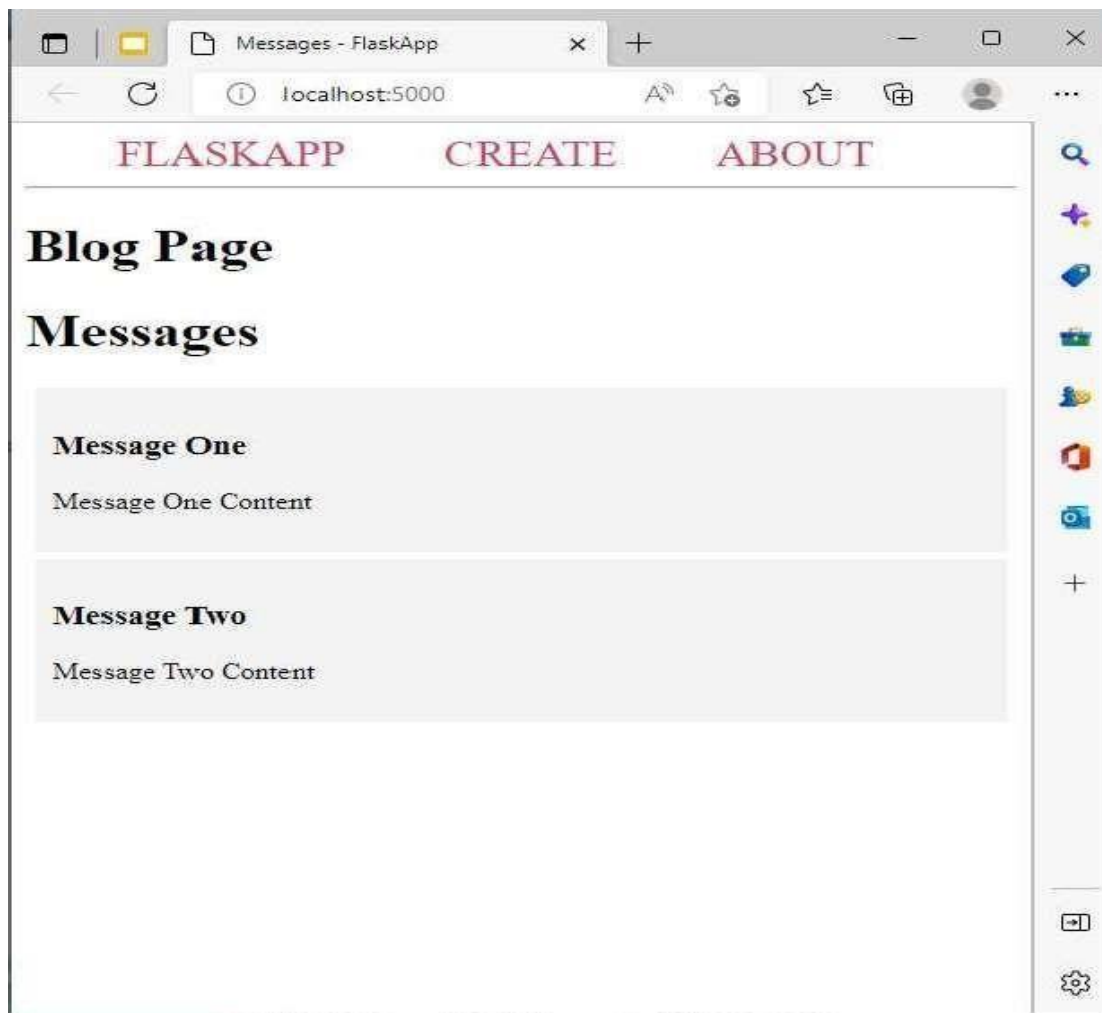 Messages - FlaskApp
localhost:5000
FLASKAPP CREATE ABOUT
Blog Page
Messages
Message One
Message One Content
Message Two
Message Two Content